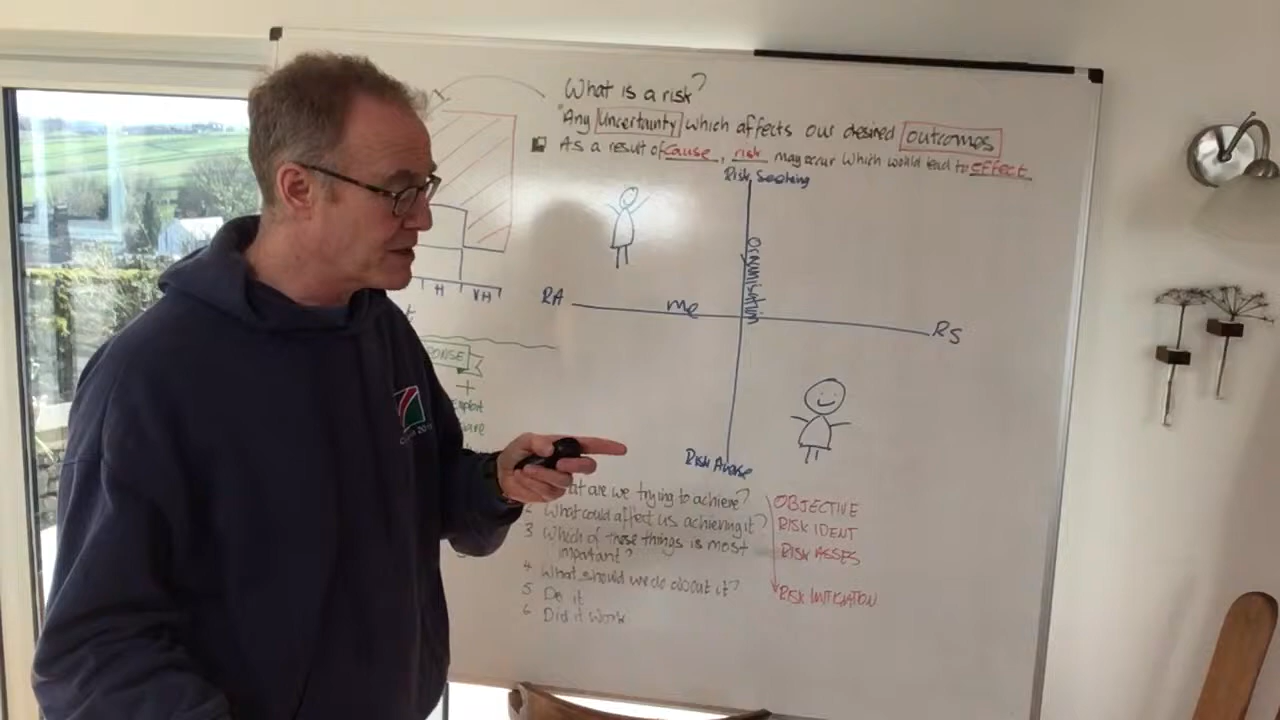 What is a risk?
"Any Uncertainty which affects our desired outcomes
As a result of cause, risk may occur which would lead to effect
Risk Seeking
Organisation
RA me RS
Risk Averse
H VH
ONSE
+
1 What are we trying to achieve?
2 What could affect us achieving it?
3 Which of these things is most
important?
4 What should we do about it?
5 Do it
6 Did it work
OBJECTIVE
RISK IDENT
RISK ASSES
RISK MITIGATION